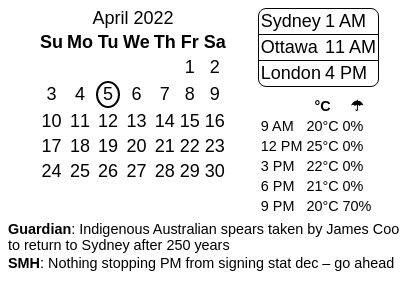 April 2022
Su Mo Tu We Th Fr Sa
1 2
3 4 5 6 7 8 9
10 11 12 13 14 15 16
17 18 19 20 21 22 23
24 25 26 27 28 29 30
Sydney 1 AM
Ottawa 11 AM
London 4 PM
°C ☂
9 AM 20°C 0%
12 PM 25°C 0%
3 PM 22°C 0%
6 PM 21°C 0%
9 PM 20°C 70%
Guardian: Indigenous Australian spears taken by James Coo
to return to Sydney after 250 years
SMH: Nothing stopping PM from signing stat dec – go ahead